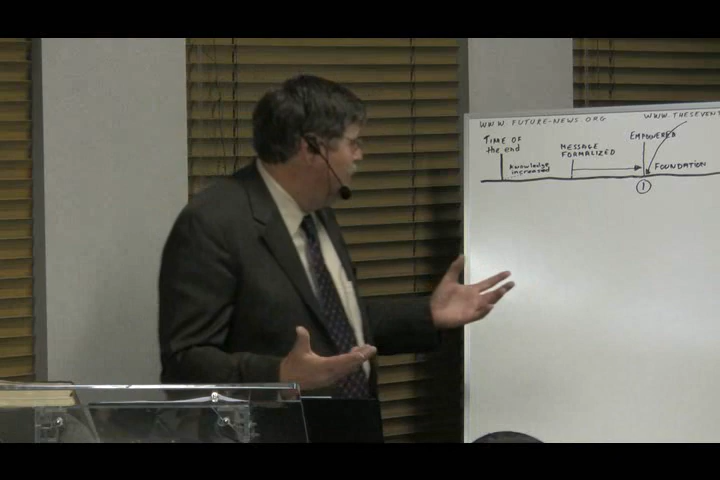 WWW.FUTURE-NEWS.ORG
WWW.THESEVENT
TIME OF
the end
Knowledge
increased
MESSAGE
FORMALIZED
EMPOWERED
FOUNDATION
1